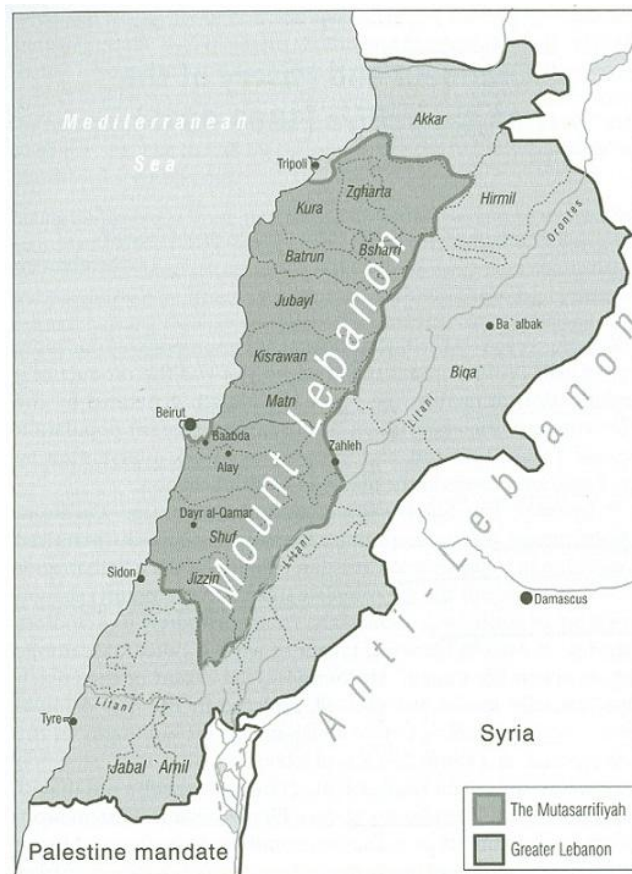 Mediterranean
Sea
Akkar
Tripoli
Zgharta
Hirmil
Kura
Orontes
Batrun
Bsharri
Jubayl
Ba`albak
Kisrawan
Biqa`
Matn
Litani
Beirut
Baabda
Zahleh
Alay
Mount Lebanon
Dayr al-Qamar
Shuf
Litani
Sidon
Jizzin
Damascus
Anti-Lebanon
Litani
Tyre
Syria
Jabal `Amil
Palestine mandate
The Mutasarrifiyah
Greater Lebanon